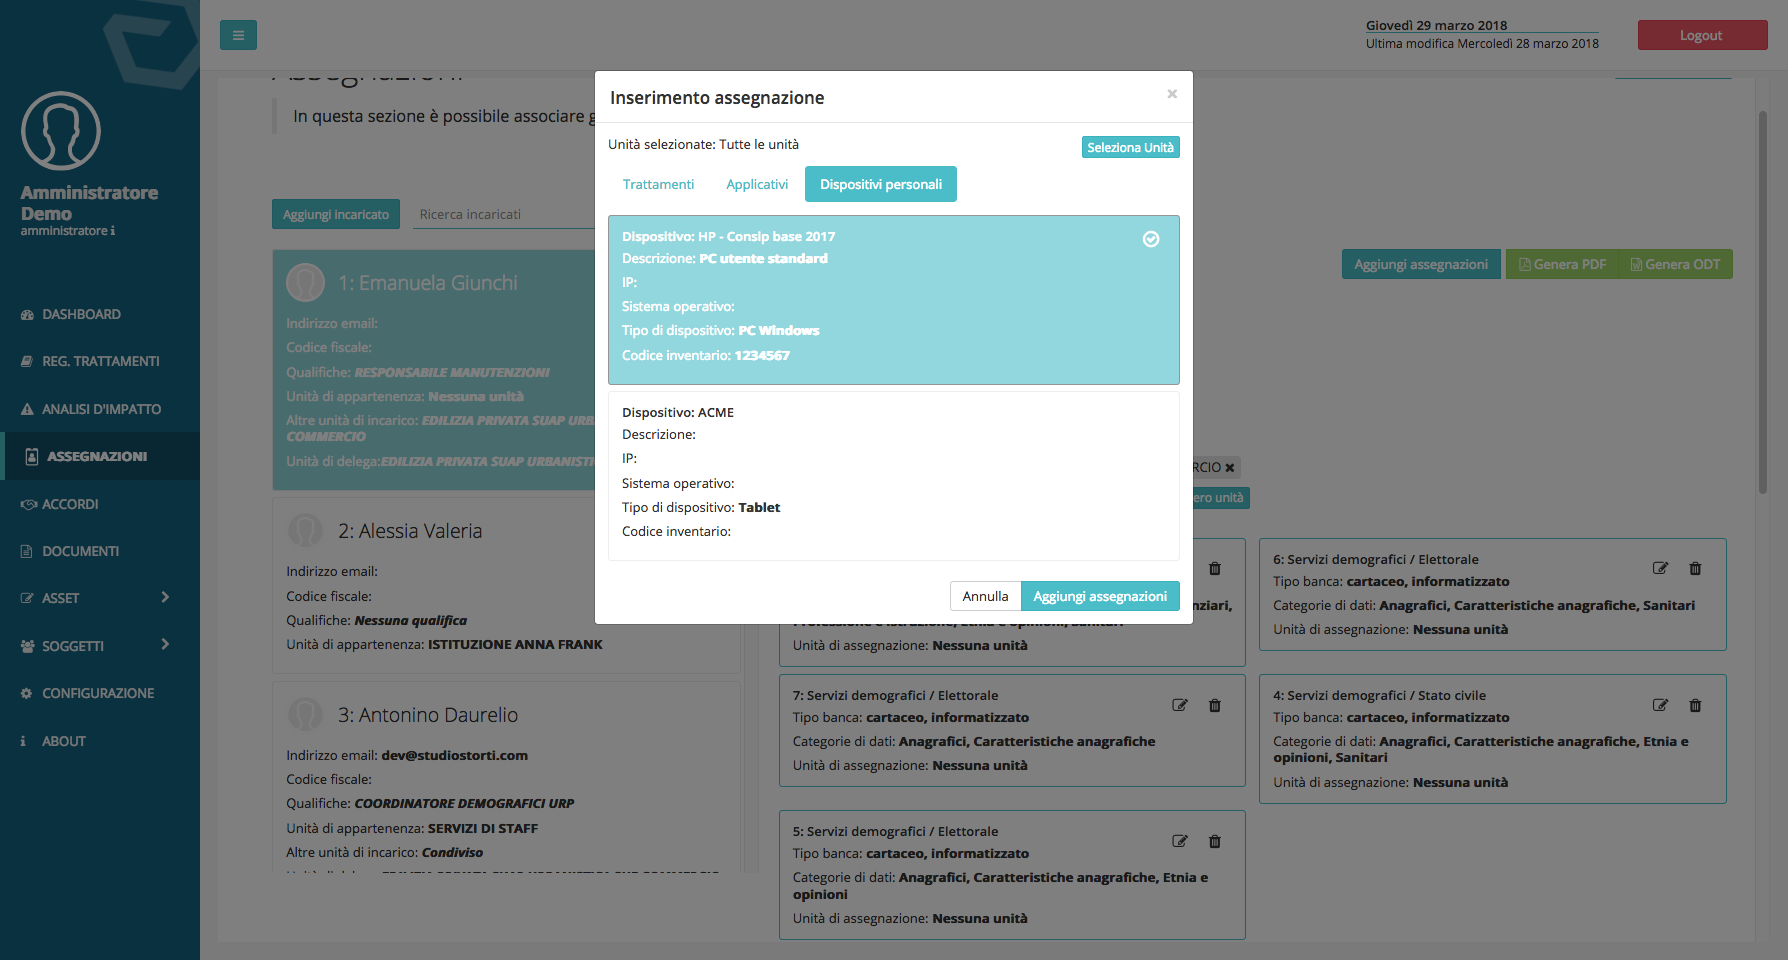 Giovedì 29 marzo 2018
Ultima modifica Mercoledì 28 marzo 2018
Logout
Amministratore
Demo
amministratore
DASHBOARD
REG. TRATTAMENTI
ANALISI D'IMPATTO
ASSEGNAZIONI
ACCORDI
DOCUMENTI
ASSET
SOGGETTI
CONFIGURAZIONE
ABOUT
Assegnazioni
In questa sezione è possibile associare
Aggiungi incaricato
Ricerca incaricati
1: Emanuela Giunchi
Indirizzo email:
Codice fiscale:
Qualifiche: RESPONSABILE MANUTENZIONI
Unità di appartenenza: Nessuna unità
Altre unità di incarico: EDILIZIA PRIVATA SUAP URB
COMMERCIO
Unità di delega:EDILIZIA PRIVATA SUAP URBANISTI
2: Alessia Valeria
Indirizzo email:
Codice fiscale:
Qualifiche: Nessuna qualifica
Unità di appartenenza: ISTITUZIONE ANNA FRANK
3: Antonino Daurelio
Indirizzo email: dev@studiostorti.com
Codice fiscale:
Qualifiche: COORDINATORE DEMOGRAFICI URP
Unità di appartenenza: SERVIZI DI STAFF
Altre unità di incarico: Condiviso
Inserimento assegnazione
×
Unità selezionate: Tutte le unità
Seleziona Unità
Trattamenti
Applicativi
Dispositivi personali
Dispositivo: HP - Consip base 2017
Descrizione: PC utente standard
IP:
Sistema operativo:
Tipo di dispositivo: PC Windows
Codice inventario: 1234567
Dispositivo: ACME
Descrizione:
IP:
Sistema operativo:
Tipo di dispositivo: Tablet
Codice inventario:
Annulla
Aggiungi assegnazioni
Aggiungi assegnazioni
Genera PDF
Genera ODT
RCIO
ero unità
nziari,
Professione e istruzione, Etnia e opinioni, Sanitari
Unità di assegnazione: Nessuna unità
6: Servizi demografici / Elettorale
Tipo banca: cartaceo, informatizzato
Categorie di dati: Anagrafici, Caratteristiche anagrafiche, Sanitari
Unità di assegnazione: Nessuna unità
7: Servizi demografici / Elettorale
Tipo banca: cartaceo, informatizzato
Categorie di dati: Anagrafici, Caratteristiche anagrafiche
Unità di assegnazione: Nessuna unità
4: Servizi demografici / Stato civile
Tipo banca: cartaceo, informatizzato
Categorie di dati: Anagrafici, Caratteristiche anagrafiche, Etnia e
opinioni, Sanitari
Unità di assegnazione: Nessuna unità
5: Servizi demografici / Elettorale
Tipo banca: cartaceo, informatizzato
Categorie di dati: Anagrafici, Caratteristiche anagrafiche, Etnia e
opinioni
Unità di assegnazione: Nessuna unità